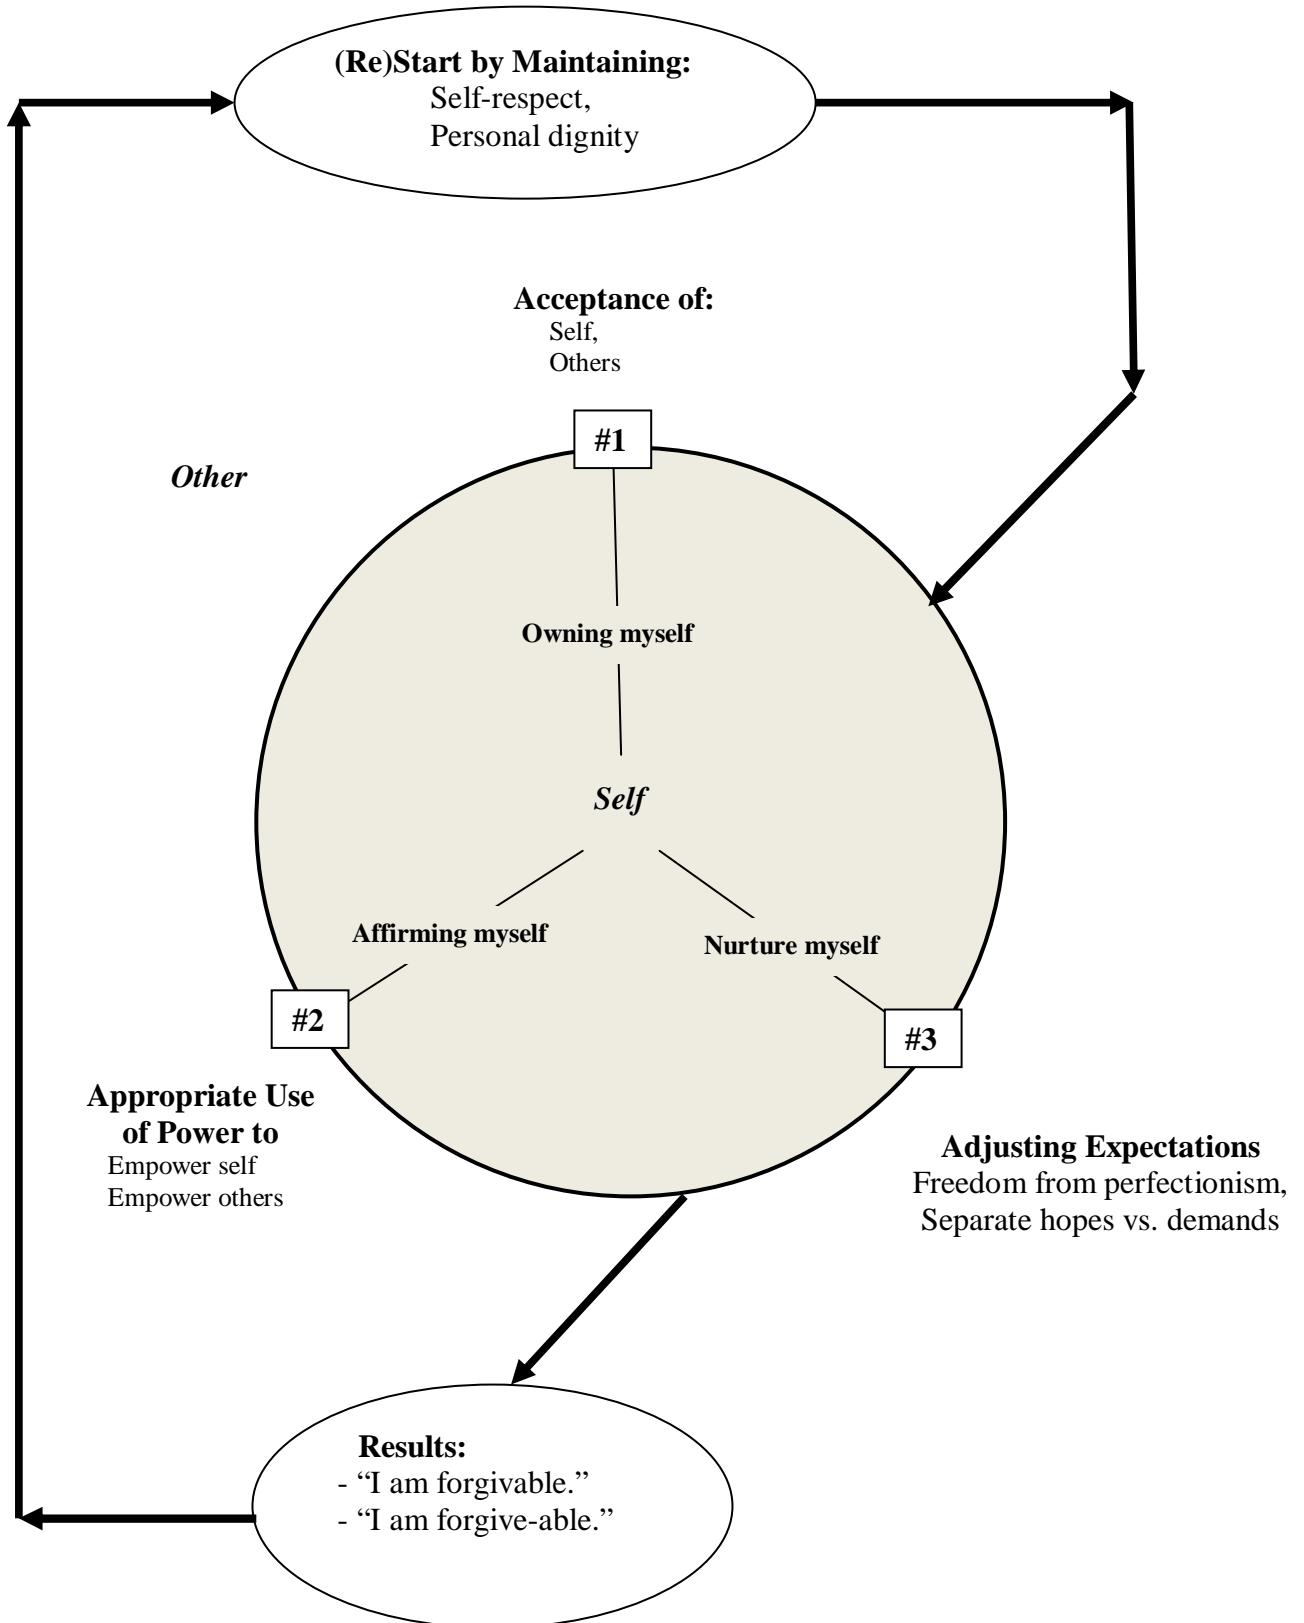 (Re)Start by Maintaining:
Self-respect,
Personal dignity
Acceptance of:
Self,
Others
#1
Other
Owning myself
Self
Affirming myself
Nurture myself
#2
#3
Appropriate Use
of Power to
Empower self
Empower others
Adjusting Expectations
Freedom from perfectionism,
Separate hopes vs. demands
Results:
- “I am forgivable.”
- “I am forgive-able.”